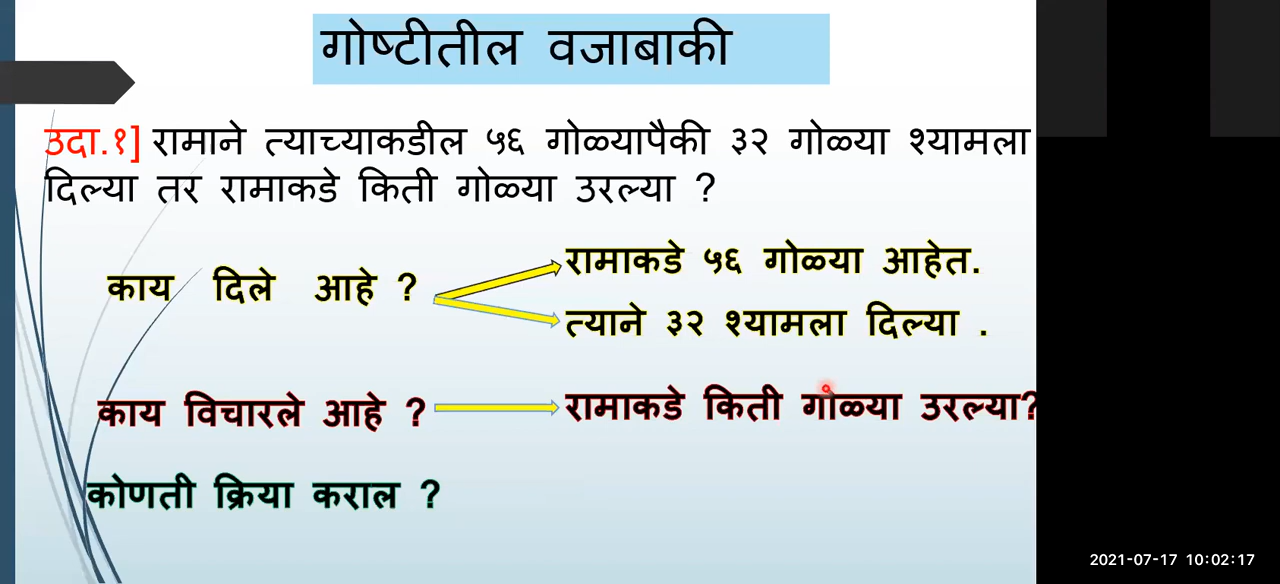 गोष्टीतील वजाबाकी
उदा.१] रामाने त्याच्याकडील ५६ गोळ्यापैकी ३२ गोळ्या श्यामला
दिल्या तर रामाकडे किती गोळ्या उरल्या ?
काय दिले आहे ?
रामाकडे ५६ गोळ्या आहेत.
त्याने ३२ श्यामला दिल्या .
काय विचारले आहे ?
रामाकडे किती गोळ्या उरल्या?
कोणती क्रिया कराल ?
2021-07-17 10:02:17